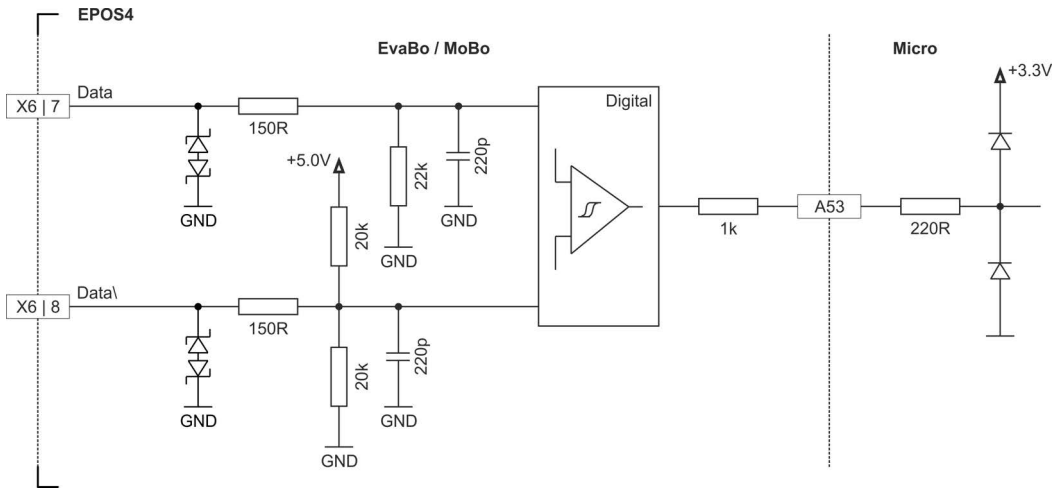 EPOS4
EvaBo / MoBo
Micro
X6 | 7
Data
150R
GND
22k
GND
220p
GND
Digital
+3.3V
+5.0V
20k
1k
A53
220R
X6 | 8
Data\
150R
GND
20k
GND
220p
GND